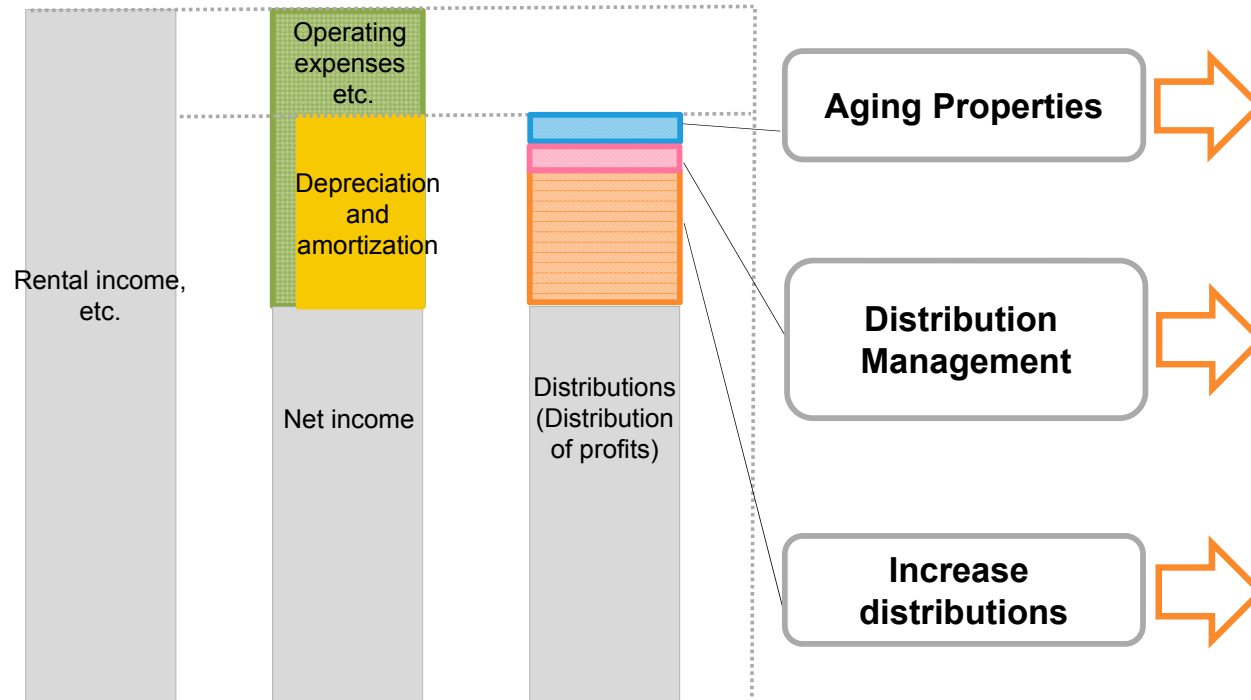 Rental income,
etc.
Operating
expenses
etc.
Depreciation
and
amortization
Net income
Distributions
(Distribution
of profits)
Aging Properties
Distribution
Management
Increase
distributions